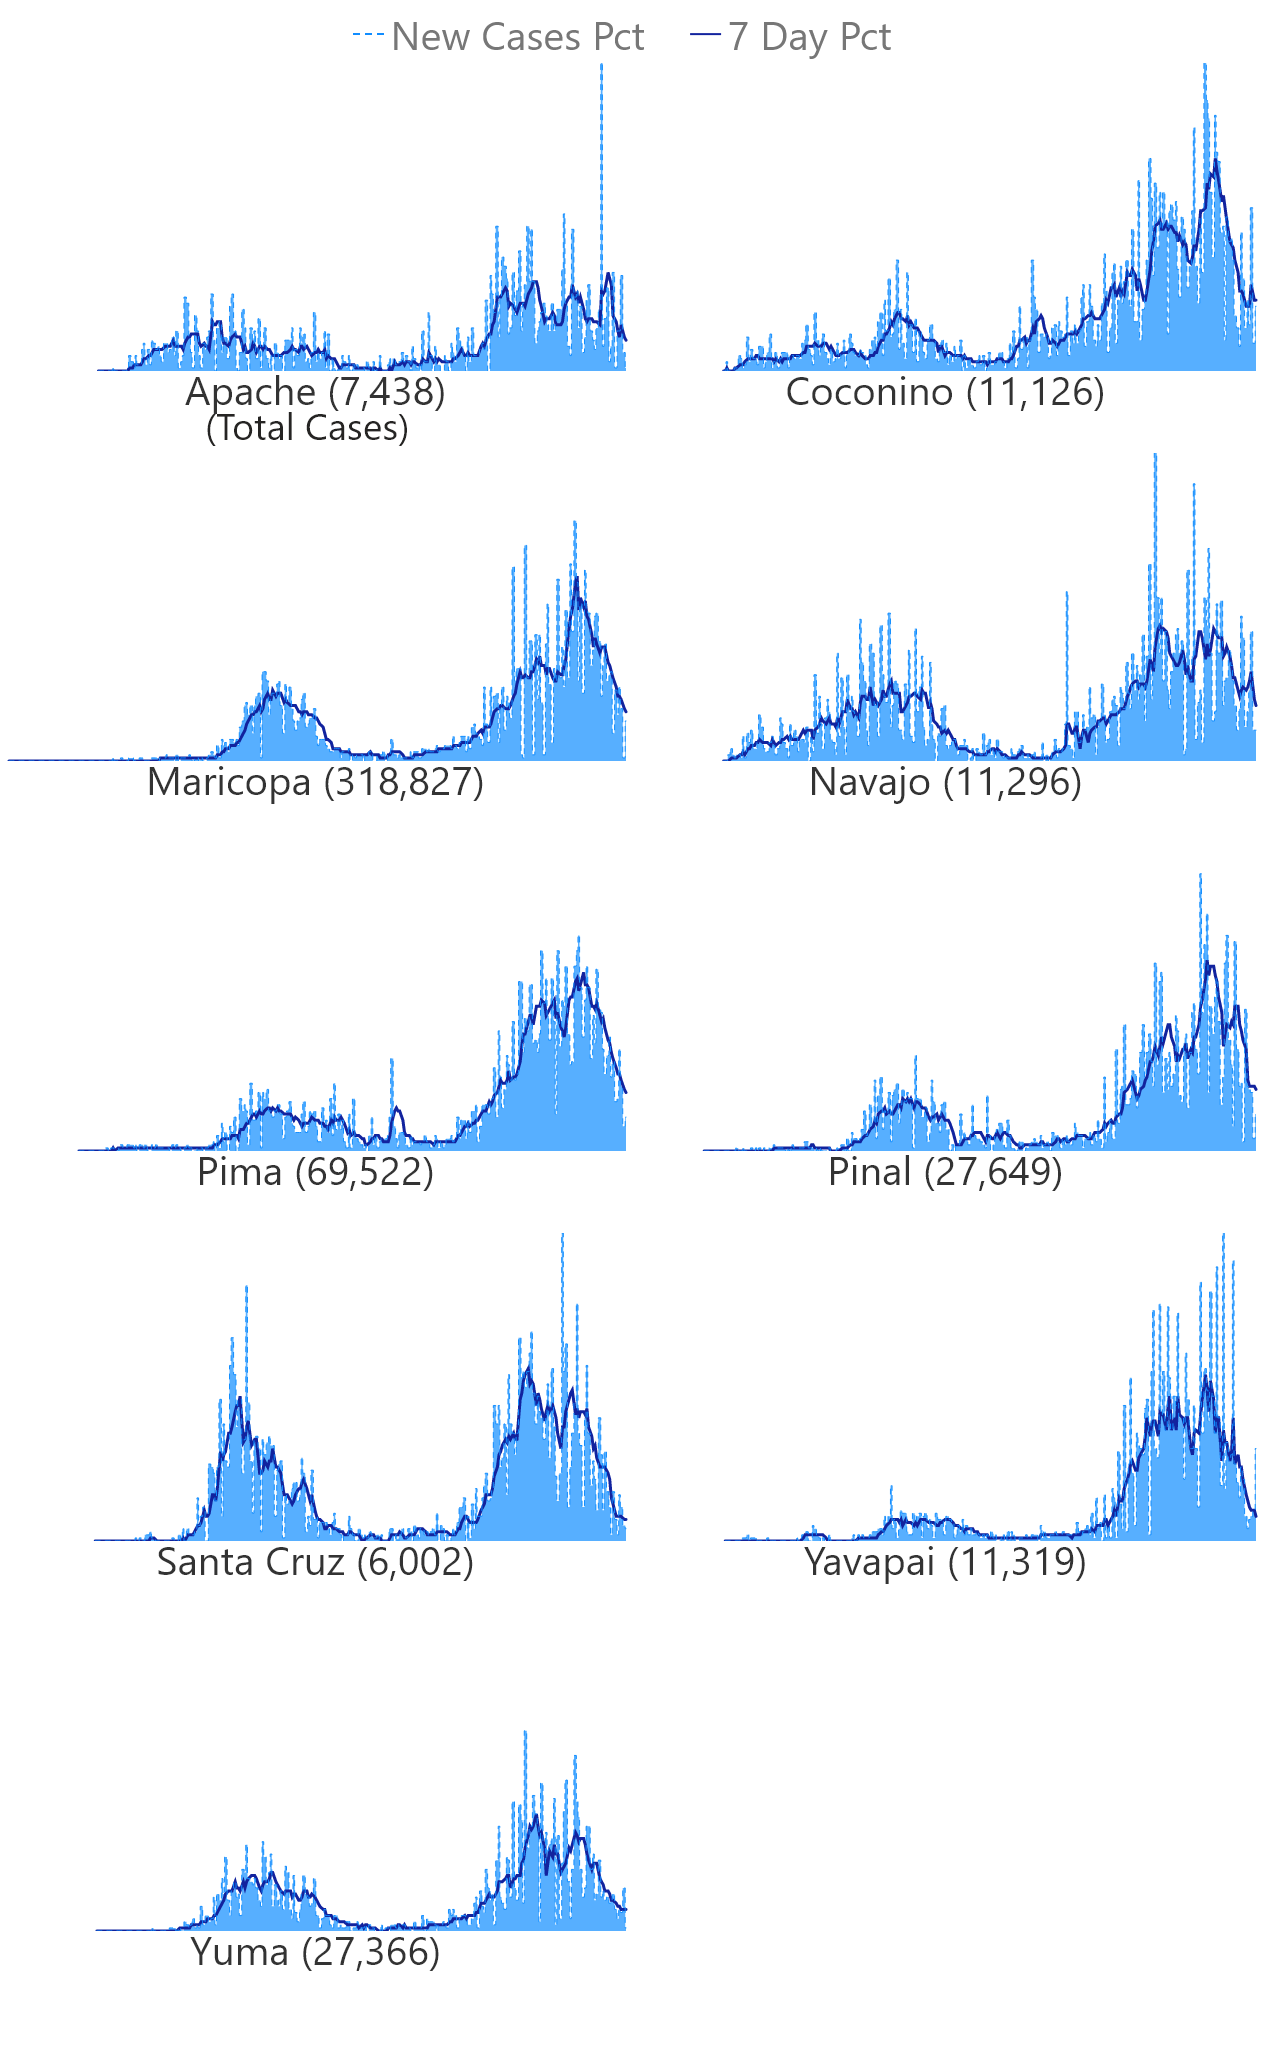 New Cases Pct 7 Day Pct
Apache (7,438) Coconino (11,126)
(Total Cases)
Maricopa (318,827) Navajo (11,296)
Pima (69,522) Pinal (27,649)
Santa Cruz (6,002) Yavapai (11,319)
Yuma (27,366)